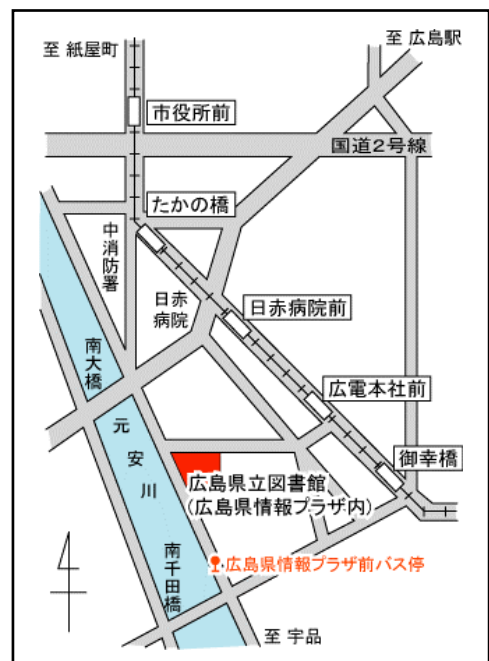 至 紙屋町
至 広島駅
市役所前
国道2号線
たかの橋
中消防署
日赤
病院
日赤病院前
南大橋
広電本社前
元安川
御幸橋
広島県立図書館
(広島県情報プラザ内)
広島県情報プラザ前バス停
南千田橋
至 宇品